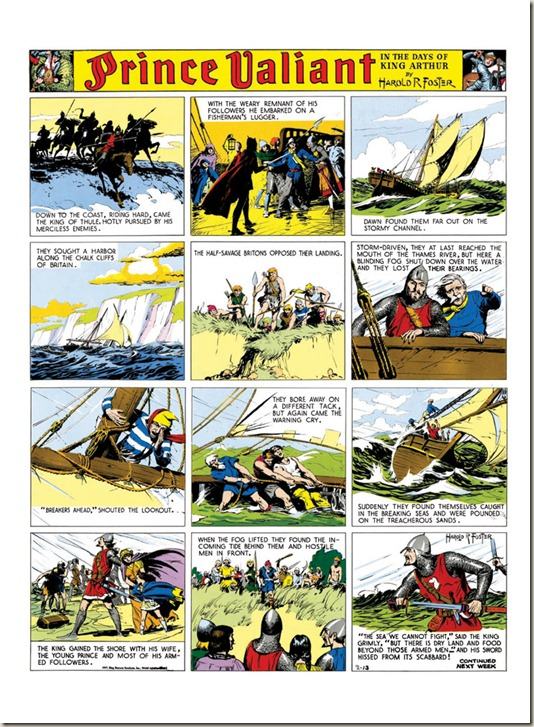 Prince Valiant
IN THE DAYS OF
KING ARTHUR
BY
HAROLD R. FOSTER
DOWN TO THE COAST, RIDING HARD, CAME
THE KING OF THULE. HOTLY PURSUED BY HIS
MERCILESS ENEMIES.
WITH THE WEARY REMNANT OF HIS
FOLLOWERS HE EMBARKED ON A
FISHERMAN'S LUGGER.
DAWN FOUND THEM FAR OUT ON THE
STORMY CHANNEL.
THEY SOUGHT A HARBOR
ALONG THE CHALK CLIFFS
OF BRITAIN.
THE HALF-SAVAGE BRITONS OPPOSED THEIR LANDING.
STORM-DRIVEN, THEY AT LAST REACHED THE
MOUTH OF THE THAMES RIVER, BUT HERE A
BLINDING FOG SHUT DOWN OVER THE WATER
AND THEY LOST THEIR BEARINGS.
"BREAKERS AHEAD," SHOUTED THE LOOKOUT...
THEY BORE AWAY ON
A DIFFERENT TACK,
BUT AGAIN CAME THE
WARNING CRY.
SUDDENLY THEY FOUND THEMSELVES CAUGHT
IN THE BREAKING SEAS AND WERE POUNDED
ON THE TREACHEROUS SANDS.
THE KING GAINED THE SHORE WITH HIS WIFE,
THE YOUNG PRINCE AND MOST OF HIS ARM-
ED FOLLOWERS.
WHEN THE FOG LIFTED THEY FOUND THE IN-
COMING TIDE BEHIND THEM AND HOSTILE
MEN IN FRONT.
HAROLD R FOSTER
"THE SEA WE CANNOT FIGHT," SAID THE KING
GRIMLY, "BUT THERE IS DRY LAND AND FOOD
BEYOND THOSE ARMED MEN" AND HIS SWORD
HISSED FROM ITS SCABBARD!
CONTINUED
NEXT WEEK
2-13